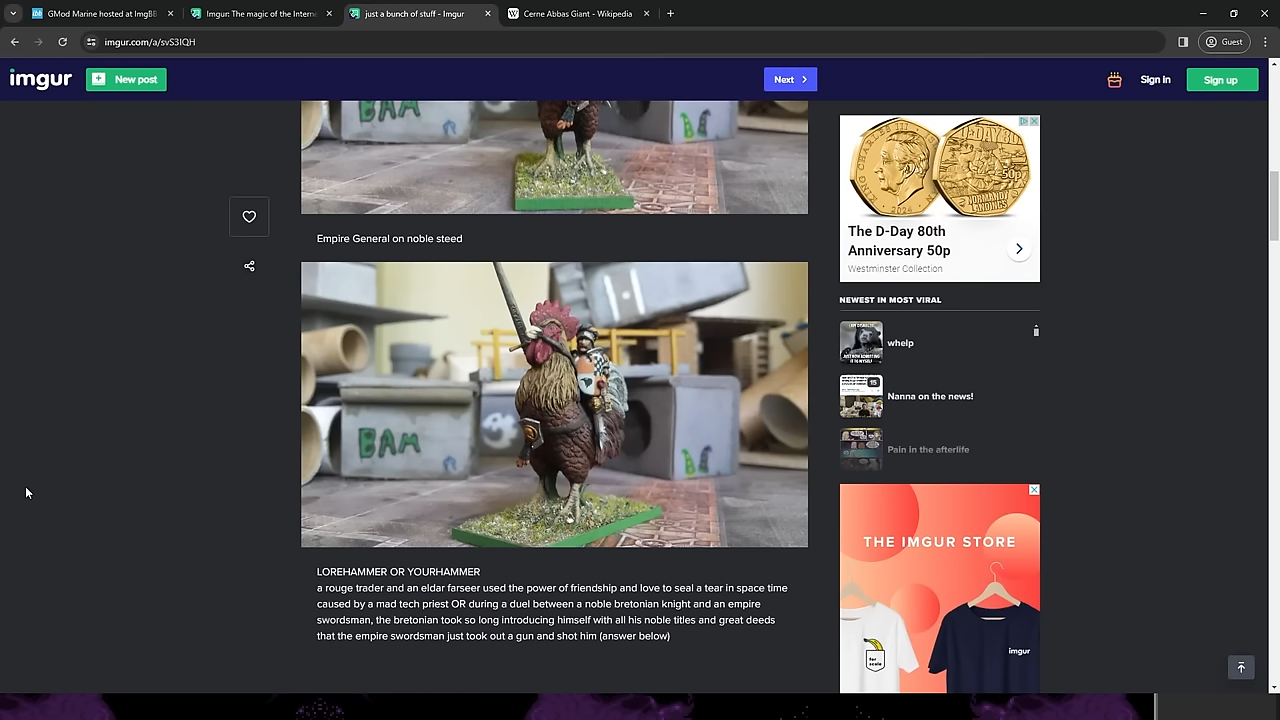 GMod Marine hosted at ImgBB
Imgur: The magic of the Interne
just a bunch of stuff - Imgur
Cerne Abbas Giant - Wikipedia
imgur.com/a/svS3IQH
Guest
imgur
New post
Next
Sign in
Sign up
BAM
Empire General on noble steed
BAM
LOREHAMMER OR YOURHAMMER
a rouge trader and an eldar farseer used the power of friendship and love to seal a tear in space time
caused by a mad tech priest OR during a duel between a noble bretonian knight and an empire
swordsman, the bretonian took so long introducing himself with all his noble titles and great deeds
that the empire swordsman just took out a gun and shot him (answer below)
The D-Day 80th
Anniversary 50p
Westminster Collection
NEWEST IN MOST VIRAL
whelp
15
Nanna on the news!
Pain in the afterlife
THE IMGUR STORE
for
scale
imgur